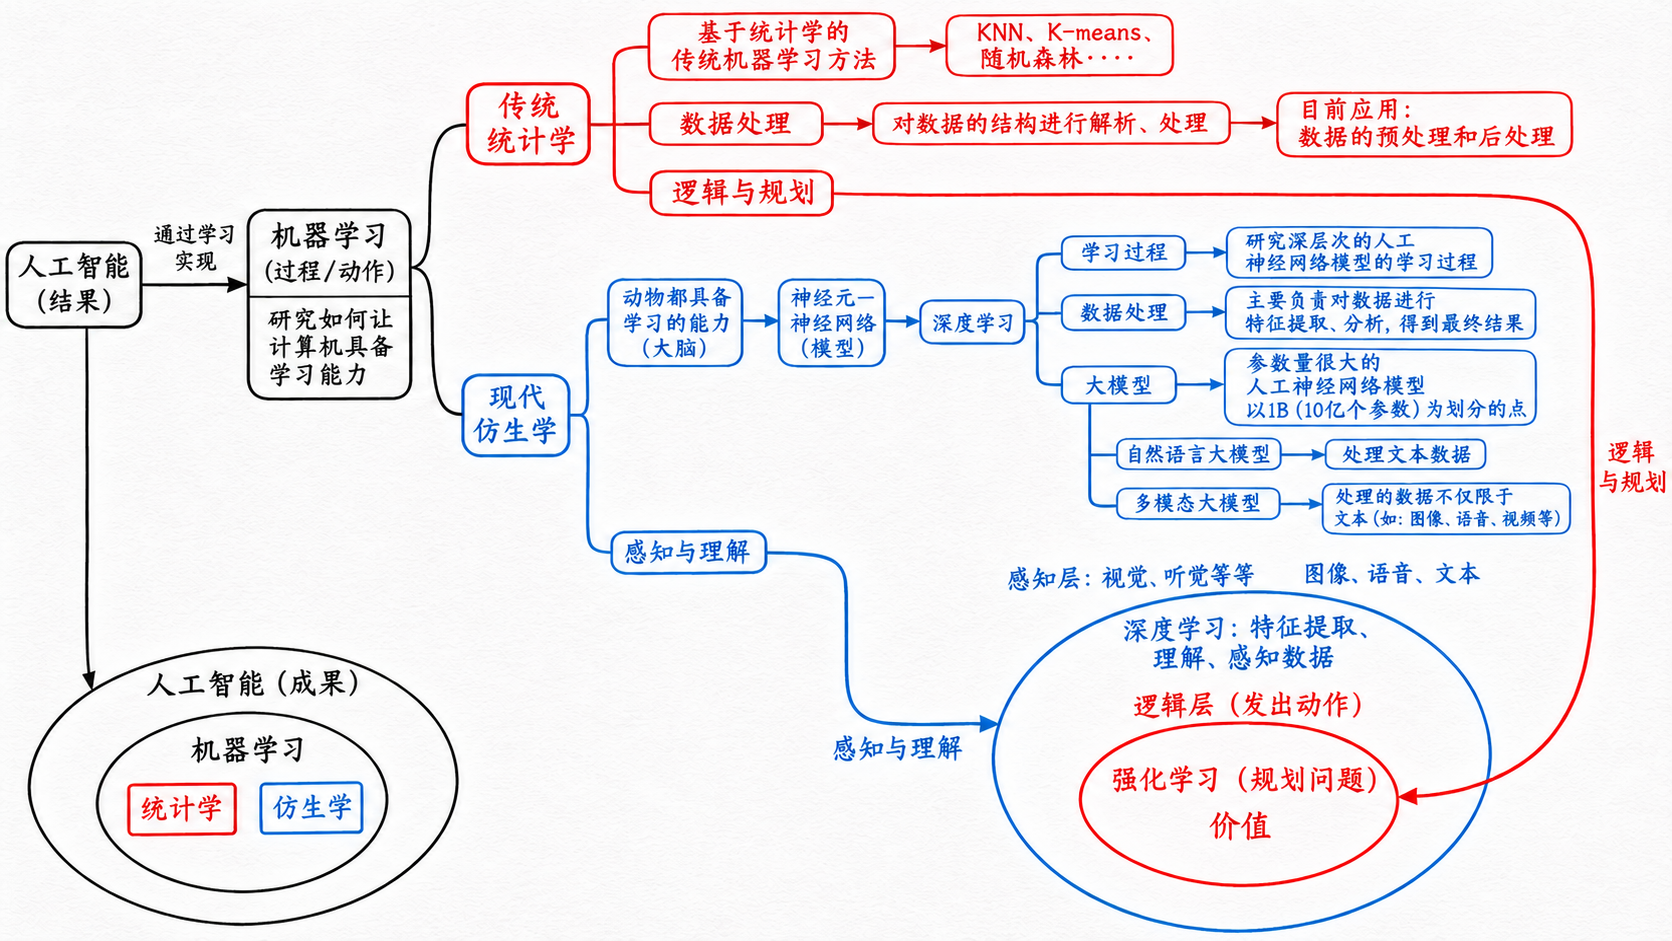 人工智能
（结果）
通过学习
实现
机器学习
（过程/动作）
研究如何让
计算机具备
学习能力
传统
统计学
基于统计学的
传统机器学习方法
KNN、K-means、
随机森林····
数据处理
对数据的结构进行解析、处理
目前应用：
数据的预处理和后处理
逻辑与规划
逻辑
与规划
现代
仿生学
动物都具备
学习的能力
（大脑）
神经元—
神经网络
（模型）
深度学习
学习过程
研究深层次的人工
神经网络模型的学习过程
数据处理
主要负责对数据进行
特征提取、分析，得到最终结果
大模型
参数量很大的
人工神经网络模型
以1B（10亿个参数）为划分的点
自然语言大模型
处理文本数据
多模态大模型
处理的数据不仅限于
文本（如：图像、语音、视频等）
感知与理解
感知与理解
感知层：视觉、听觉等等
图像、语音、文本
深度学习：特征提取、
理解、感知数据
逻辑层（发出动作）
强化学习（规划问题）
价值
人工智能（成果）
机器学习
统计学
仿生学